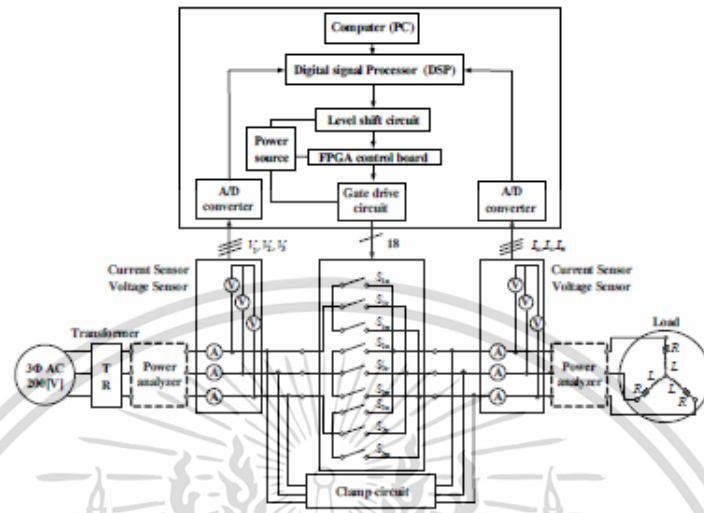 Computer (PC)
Digital signal Processor (DSP)
Level shift circuit
Power
source
FPGA control board
Gate drive
circuit
A/D
converter
A/D
converter
18
Current Sensor
Voltage Sensor
Current Sensor
Voltage Sensor
V
V
V
V
V
V
Transformer
3Φ AC
200[V]
T
R
Power
analyzer
A
A
A
A
A
A
Power
analyzer
Load
R
L
L
L
R
R
Clamp circuit